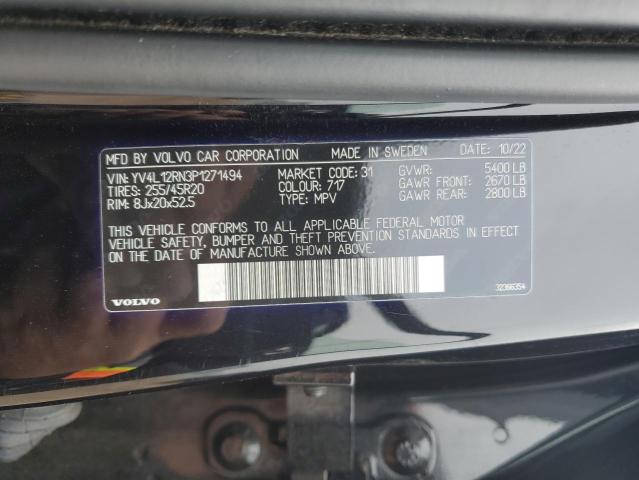 MFD BY VOLVO CAR CORPORATION MADE IN SWEDEN DATE: 10/22
VIN: YV4L12RN3P1271494 MARKET CODE: 31 GVWR: 5400 LB
TIRES: 255/45R20 COLOUR: 717 GAWR FRONT: 2670 LB
RIM: 8Jx20x52.5 TYPE: MPV GAWR REAR: 2800 LB
THIS VEHICLE CONFORMS TO ALL APPLICABLE FEDERAL MOTOR
VEHICLE SAFETY, BUMPER AND THEFT PREVENTION STANDARDS IN EFFECT
ON THE DATE OF MANUFACTURE SHOWN ABOVE.
VOLVO 32366354